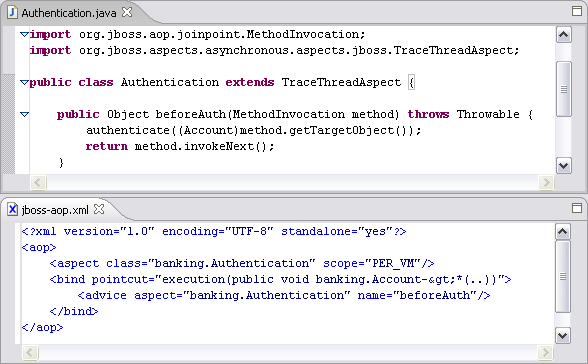 Authentication.java
import org.jboss.aop.joinpoint.MethodInvocation;
import org.jboss.aspects.asynchronous.aspects.jboss.TraceThreadAspect;
public class Authentication extends TraceThreadAspect {
public Object beforeAuth(MethodInvocation method) throws Throwable {
authenticate((Account)method.getTargetObject());
return method.invokeNext();
}
jboss-aop.xml
<?xml version="1.0" encoding="UTF-8" standalone="yes"?>
<aop>
<aspect class="banking.Authentication" scope="PER_VM"/>
<bind pointcut="execution(public void banking.Account-&gt;*(..))">
<advice aspect="banking.Authentication" name="beforeAuth"/>
</bind>
</aop>